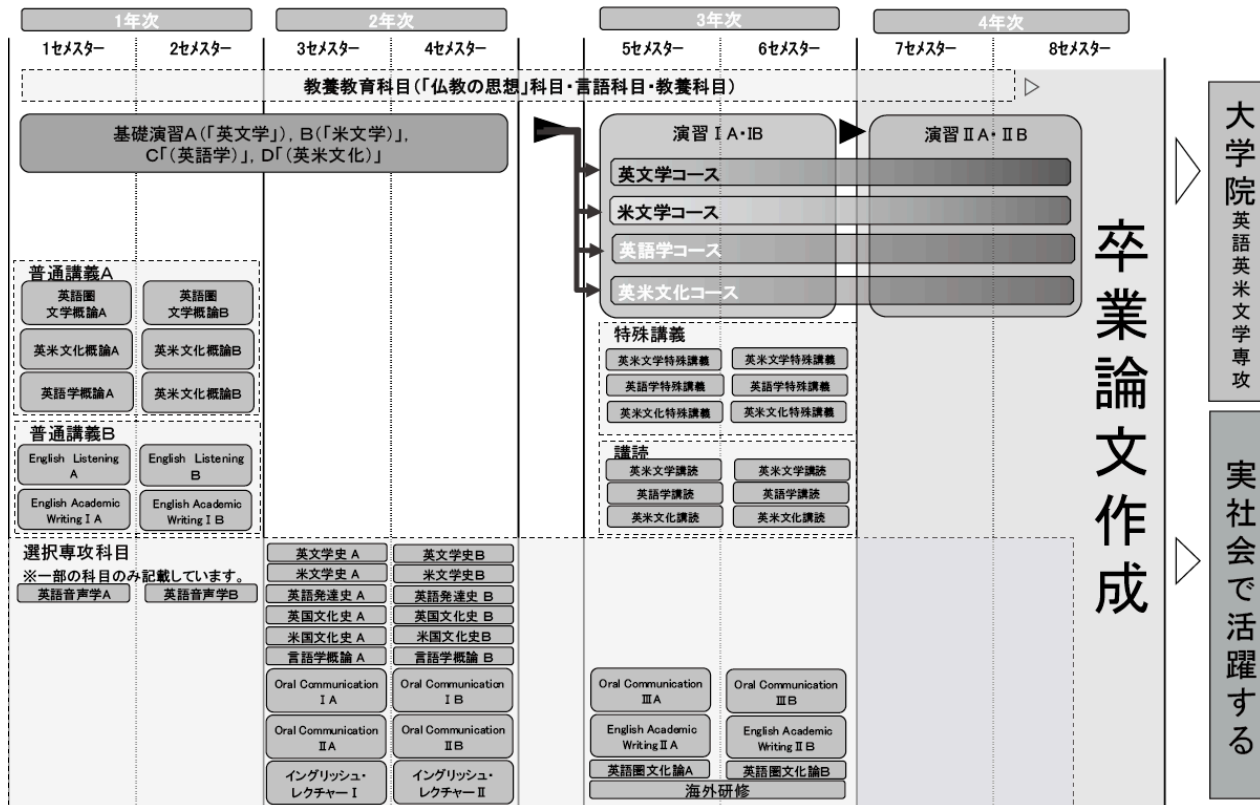 1年次
2年次
3年次
4年次
1セメスター
2セメスター
3セメスター
4セメスター
5セメスター
6セメスター
7セメスター
8セメスター
教養教育科目(「仏教の思想」科目・言語科目・教養科目)
基礎演習A(「英文学」), B(「米文学」,
C「(英語学)」, D「(英米文化)」
演習ⅠA・IB
演習ⅡA・ⅡB
英文学コース
米文学コース
英語学コース
英米文化コース
普通講義A
英語圏
文学概論A
英語圏
文学概論B
英米文化概論A
英米文化概論B
英語学概論A
英米文化概論B
普通講義B
English Listening
A
English Listening
B
English Academic
WritingⅠA
English Academic
WritingⅠB
特殊講義
英米文学特殊講義
英米文学特殊講義
英語学特殊講義
英語学特殊講義
英米文化特殊講義
英米文化特殊講義
講読
英米文学講読
英米文学講読
英語学講読
英語学講読
英米文化講読
英米文化講読
選択専攻科目
※一部の科目のみ記載しています。
英語音声学A
英語音声学B
英文学史 A
英文学史B
米文学史 A
米文学史B
英語発達史 A
英語発達史 B
英国文化史 A
英国文化史 B
米国文化史 A
米国文化史B
言語学概論 A
言語学概論 B
Oral Communication
ⅠA
Oral Communication
ⅠB
Oral Communication
ⅢA
Oral Communication
ⅢB
Oral Communication
ⅡA
Oral Communication
ⅡB
English Academic
WritingⅡA
English Academic
WritingⅡB
イングリッシュ・
レクチャーⅠ
イングリッシュ・
レクチャーⅡ
英語圏文化論A
英語圏文化論B
海外研修
卒業論文作成
大学院英語英米文学専攻
実社会で活躍する